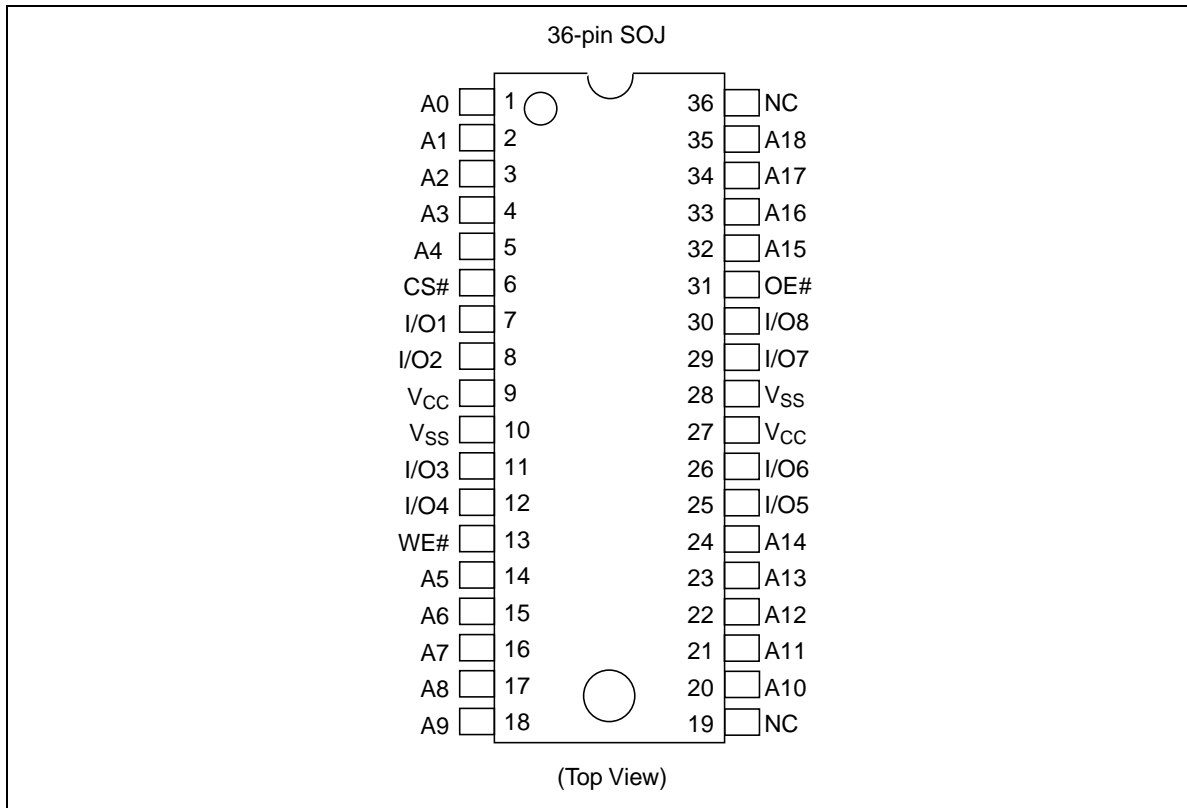 36-pin SOJ
A0 1 36 NC
A1 2 35 A18
A2 3 34 A17
A3 4 33 A16
A4 5 32 A15
CS# 6 31 OE#
I/O1 7 30 I/O8
I/O2 8 29 I/O7
VCC 9 28 VSS
VSS 10 27 VCC
I/O3 11 26 I/O6
I/O4 12 25 I/O5
WE# 13 24 A14
A5 14 23 A13
A6 15 22 A12
A7 16 21 A11
A8 17 20 A10
A9 18 19 NC
(Top View)